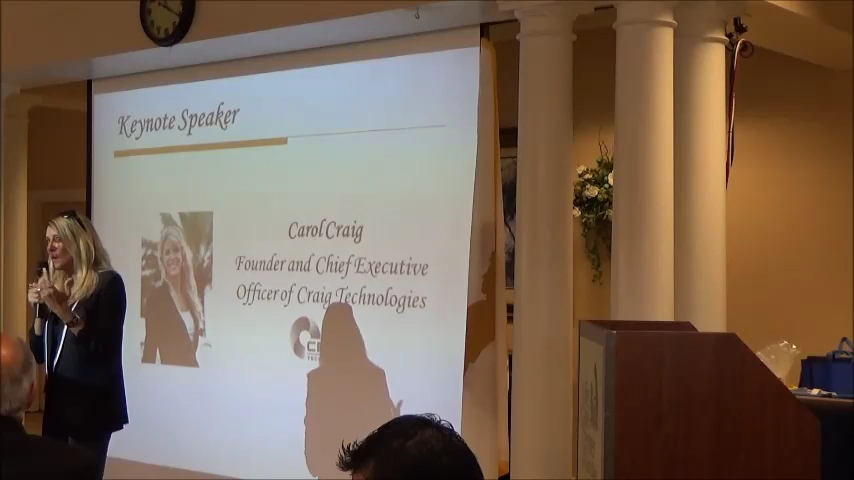 Keynote Speaker
Carol Craig
Founder and Chief Executive
Officer of Craig Technologies